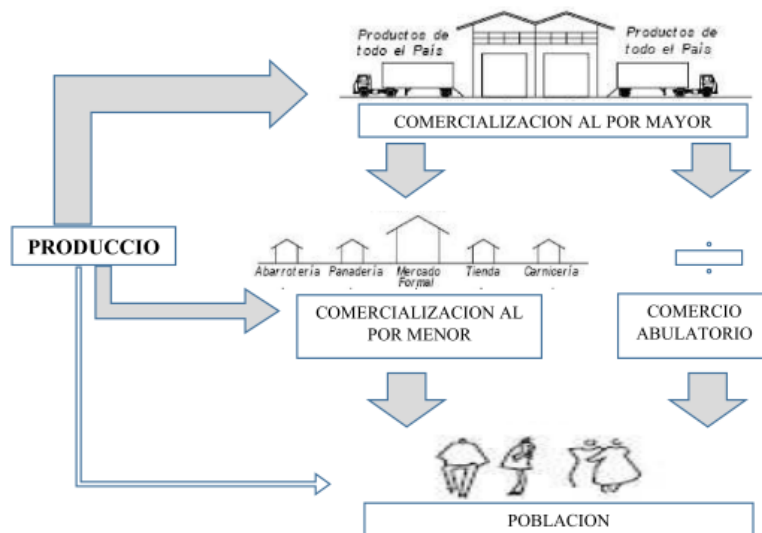 Productos de
todo el País
Productos de
todo el País
COMERCIALIZACION AL POR MAYOR
PRODUCCIO
Abarrotería Panadería Mercado Formal Tienda Carnicería
COMERCIALIZACION AL
POR MENOR
COMERCIO
ABULATORIO
POBLACION